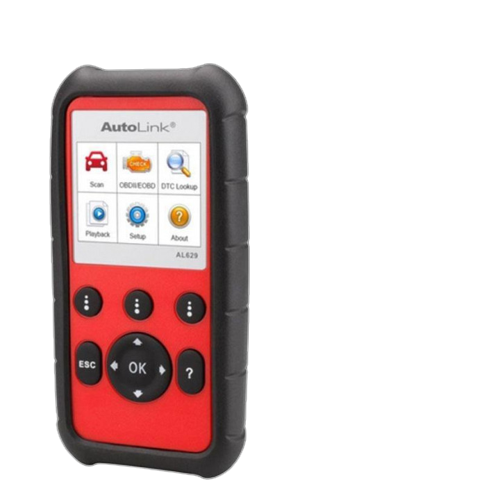 AutoLink®
CHECK
Scan OBDII/EOBD DTC Lookup
?
Playback Setup About
AL629
ESC OK ?